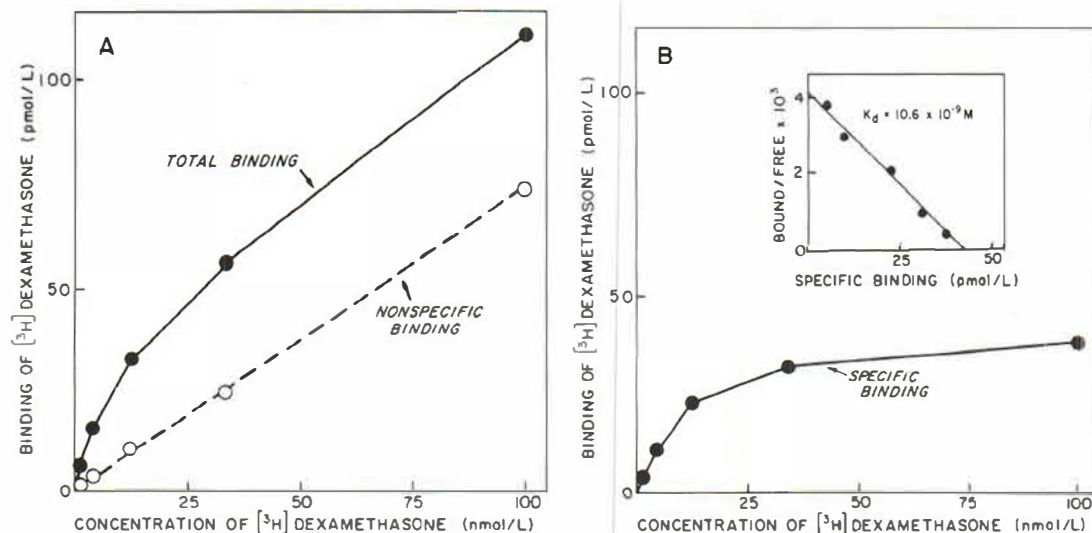 A
BINDING OF [³H] DEXAMETHASONE (pmol/L)
100
50
0
TOTAL BINDING
NONSPECIFIC
BINDING
25
50
75
100
CONCENTRATION OF [³H] DEXAMETHASONE (nmol/L)
B
BINDING OF [³H] DEXAMETHASONE (pmol/L)
100
50
0
BOUND/FREE x 10³
4
2
0
Kd = 10.6 x 10⁻⁹M
25
50
SPECIFIC BINDING (pmol/L)
SPECIFIC
BINDING
25
50
75
100
CONCENTRATION OF [³H] DEXAMETHASONE (nmol/L)